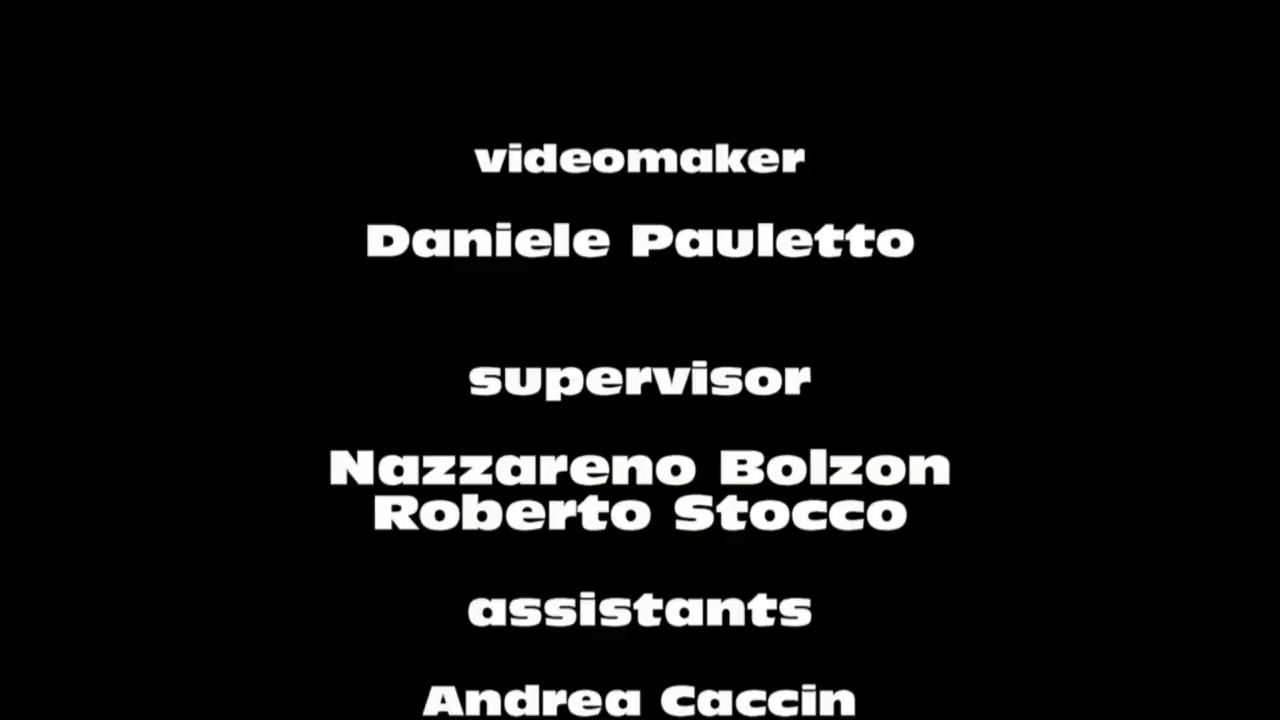 videomaker
Daniele Pauletto
supervisor
Nazzareno Bolzon
Roberto Stocco
assistants
Andrea Caccin